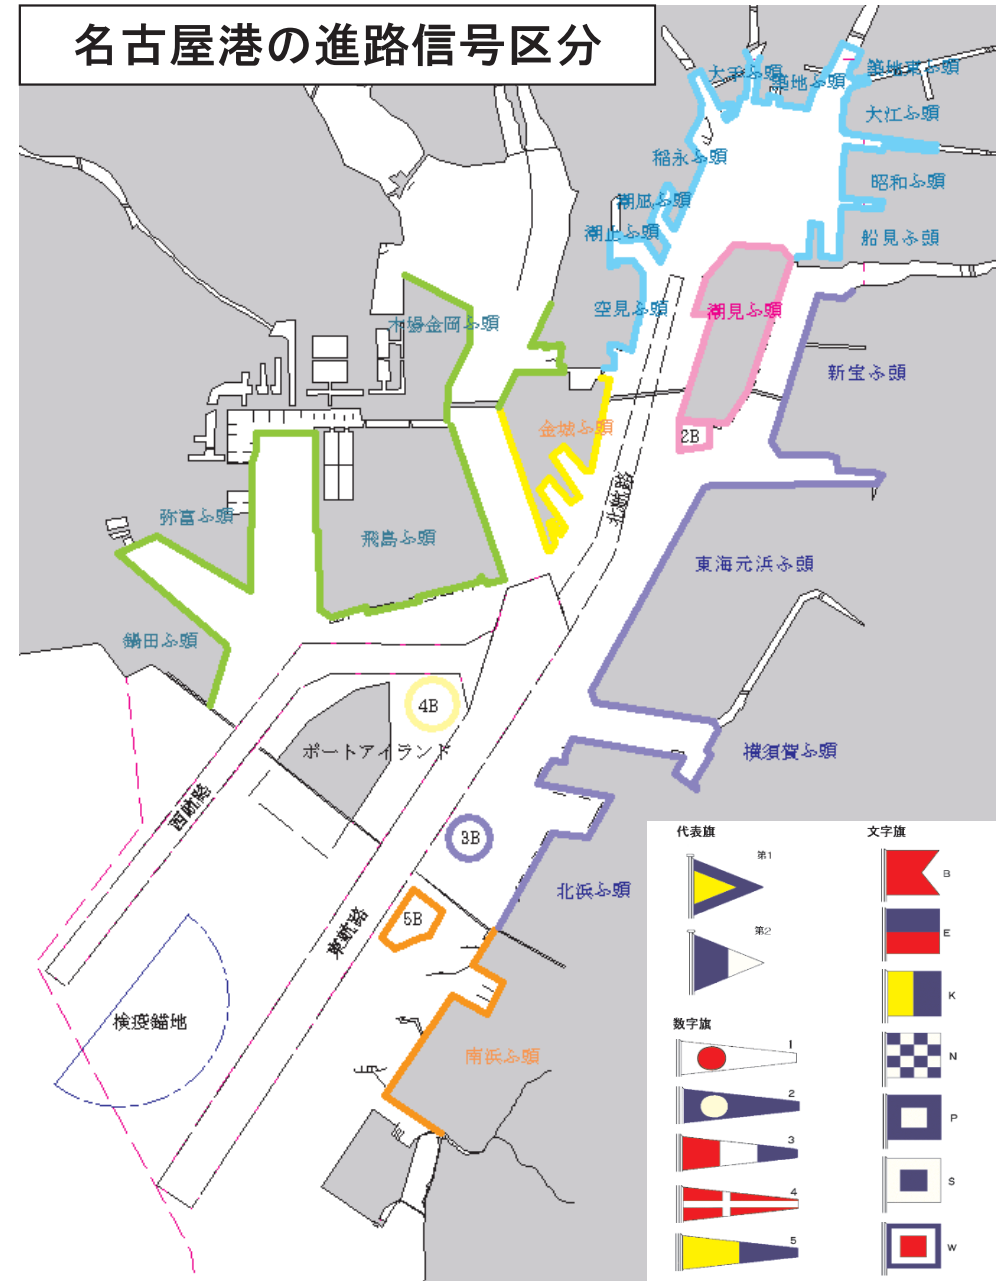 名古屋港の進路信号区分
大手ふ頭
築地ふ頭
築地東ふ頭
大江ふ頭
稲永ふ頭
昭和ふ頭
潮凪ふ頭
潮止ふ頭
船見ふ頭
空見ふ頭
潮見ふ頭
木場金岡ふ頭
新宝ふ頭
金城ふ頭
2B
北航路
弥富ふ頭
飛島ふ頭
東海元浜ふ頭
鍋田ふ頭
4B
ポートアイランド
横須賀ふ頭
西航路
3B
北浜ふ頭
5B
東航路
検疫錨地
南浜ふ頭
代表旗
第1
第2
数字旗
1
2
3
4
5
文字旗
B
E
K
N
P
S
W